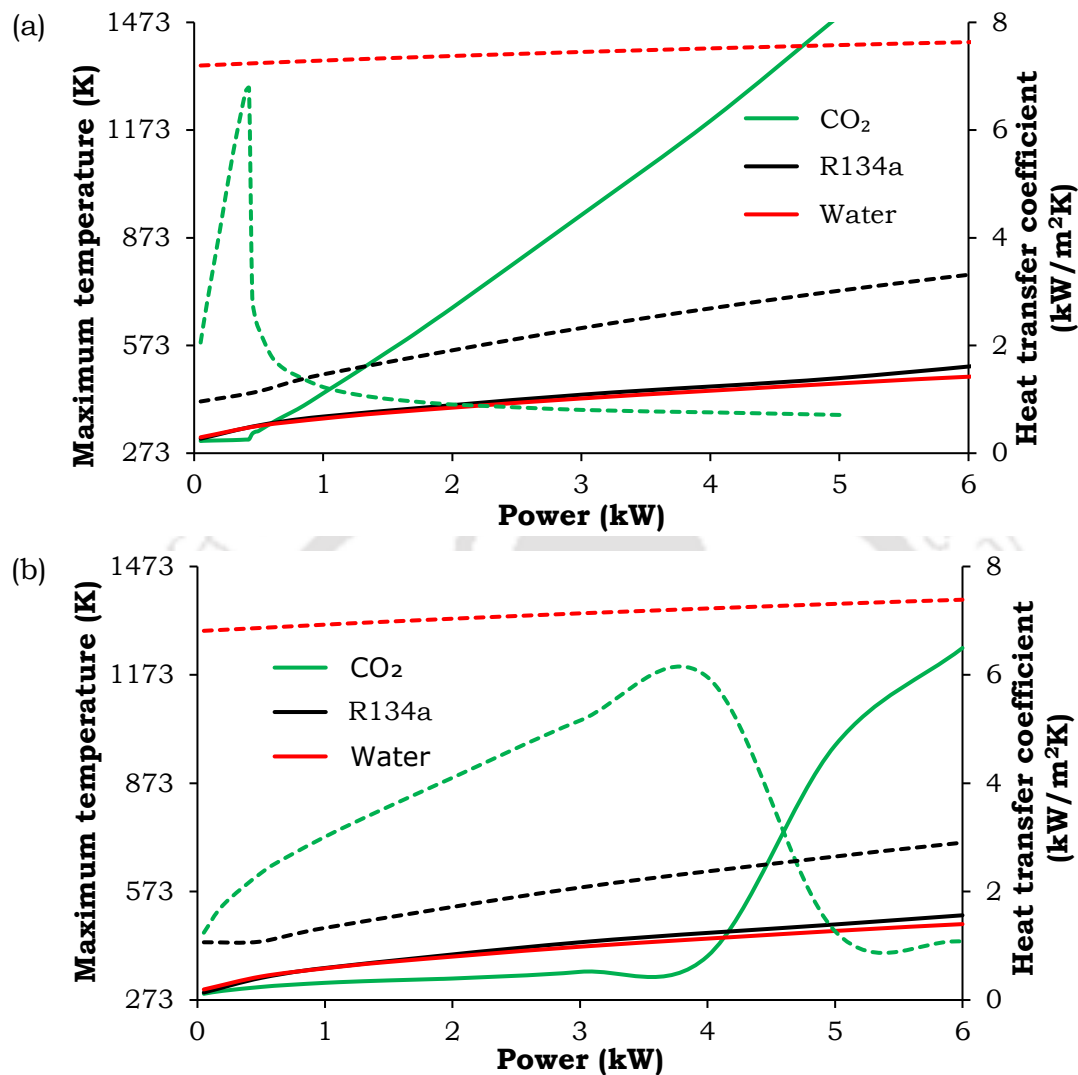 (a)
Maximum temperature (K)
1473
1173
873
573
273
CO₂
R134a
Water
8
6
4
2
0
Heat transfer coefficient
(kW/m²K)
0 1 2 3 4 5 6
Power (kW)
(b)
Maximum temperature (K)
1473
1173
873
573
273
CO₂
R134a
Water
8
6
4
2
0
Heat transfer coefficient
(kW/m²K)
0 1 2 3 4 5 6
Power (kW)